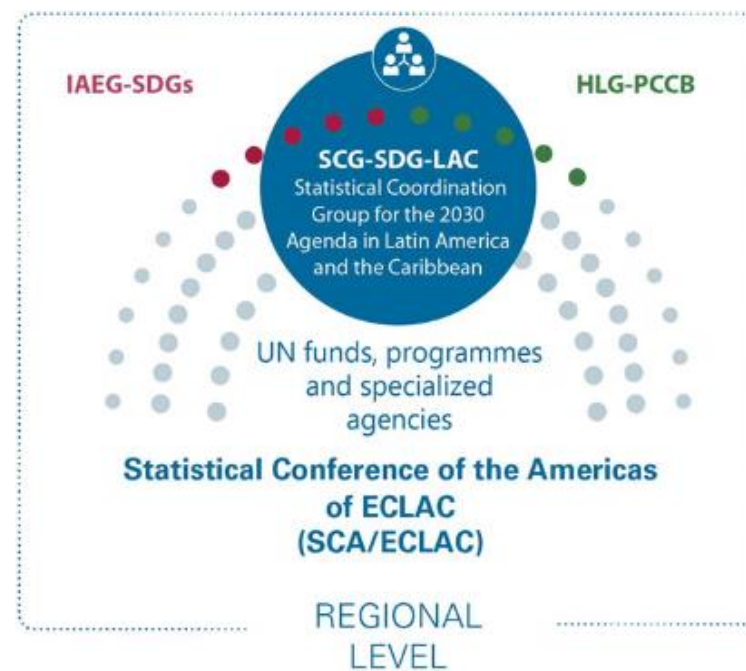 IAEG-SDGs
HLG-PCCB
SCG-SDG-LAC
Statistical Coordination
Group for the 2030
Agenda in Latin America
and the Caribbean
UN funds, programmes
and specialized
agencies
Statistical Conference of the Americas
of ECLAC
(SCA/ECLAC)
REGIONAL
LEVEL